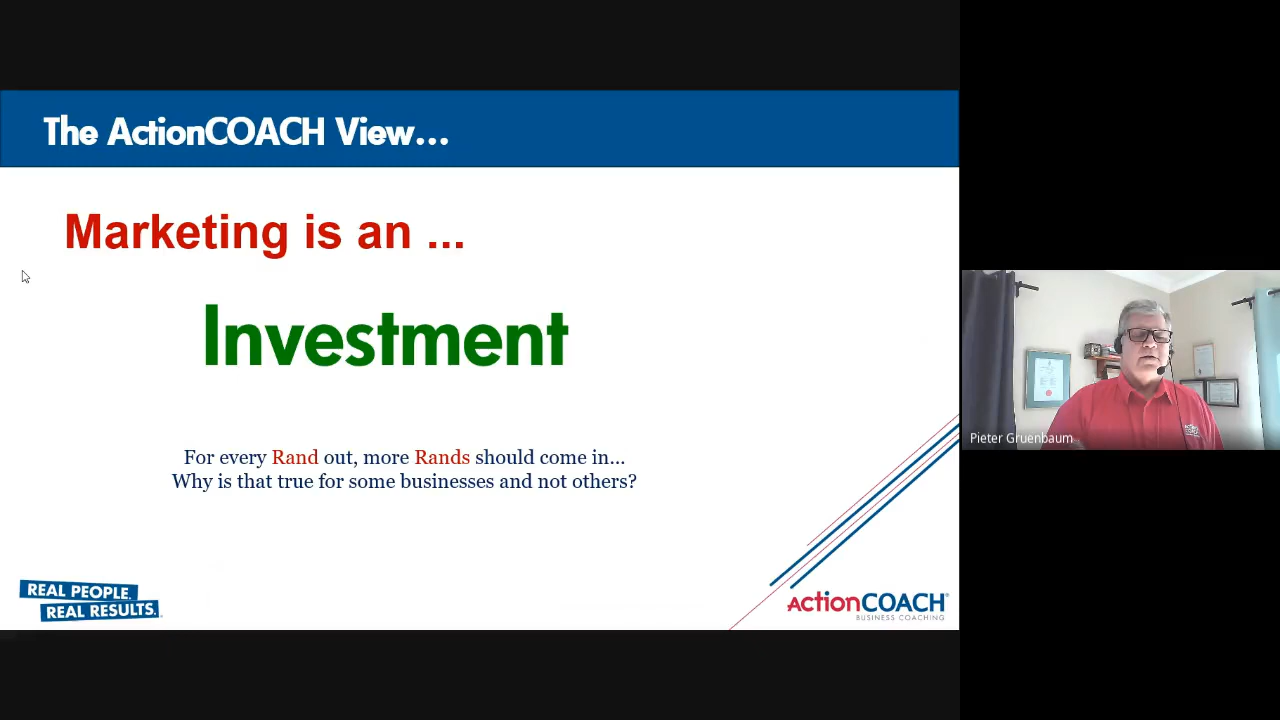 The ActionCOACH View...
Marketing is an ...
Investment
For every Rand out, more Rands should come in...
Why is that true for some businesses and not others?
REAL PEOPLE.
REAL RESULTS.
ActionCOACH
BUSINESS COACHING
Pieter Gruenbaum